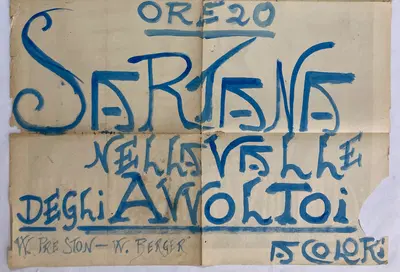 ORE 20
SARTANA
NELLA VALLE
DEGLi AVVOLTOi
W. PRESTON - W. BERGER
A COLORi